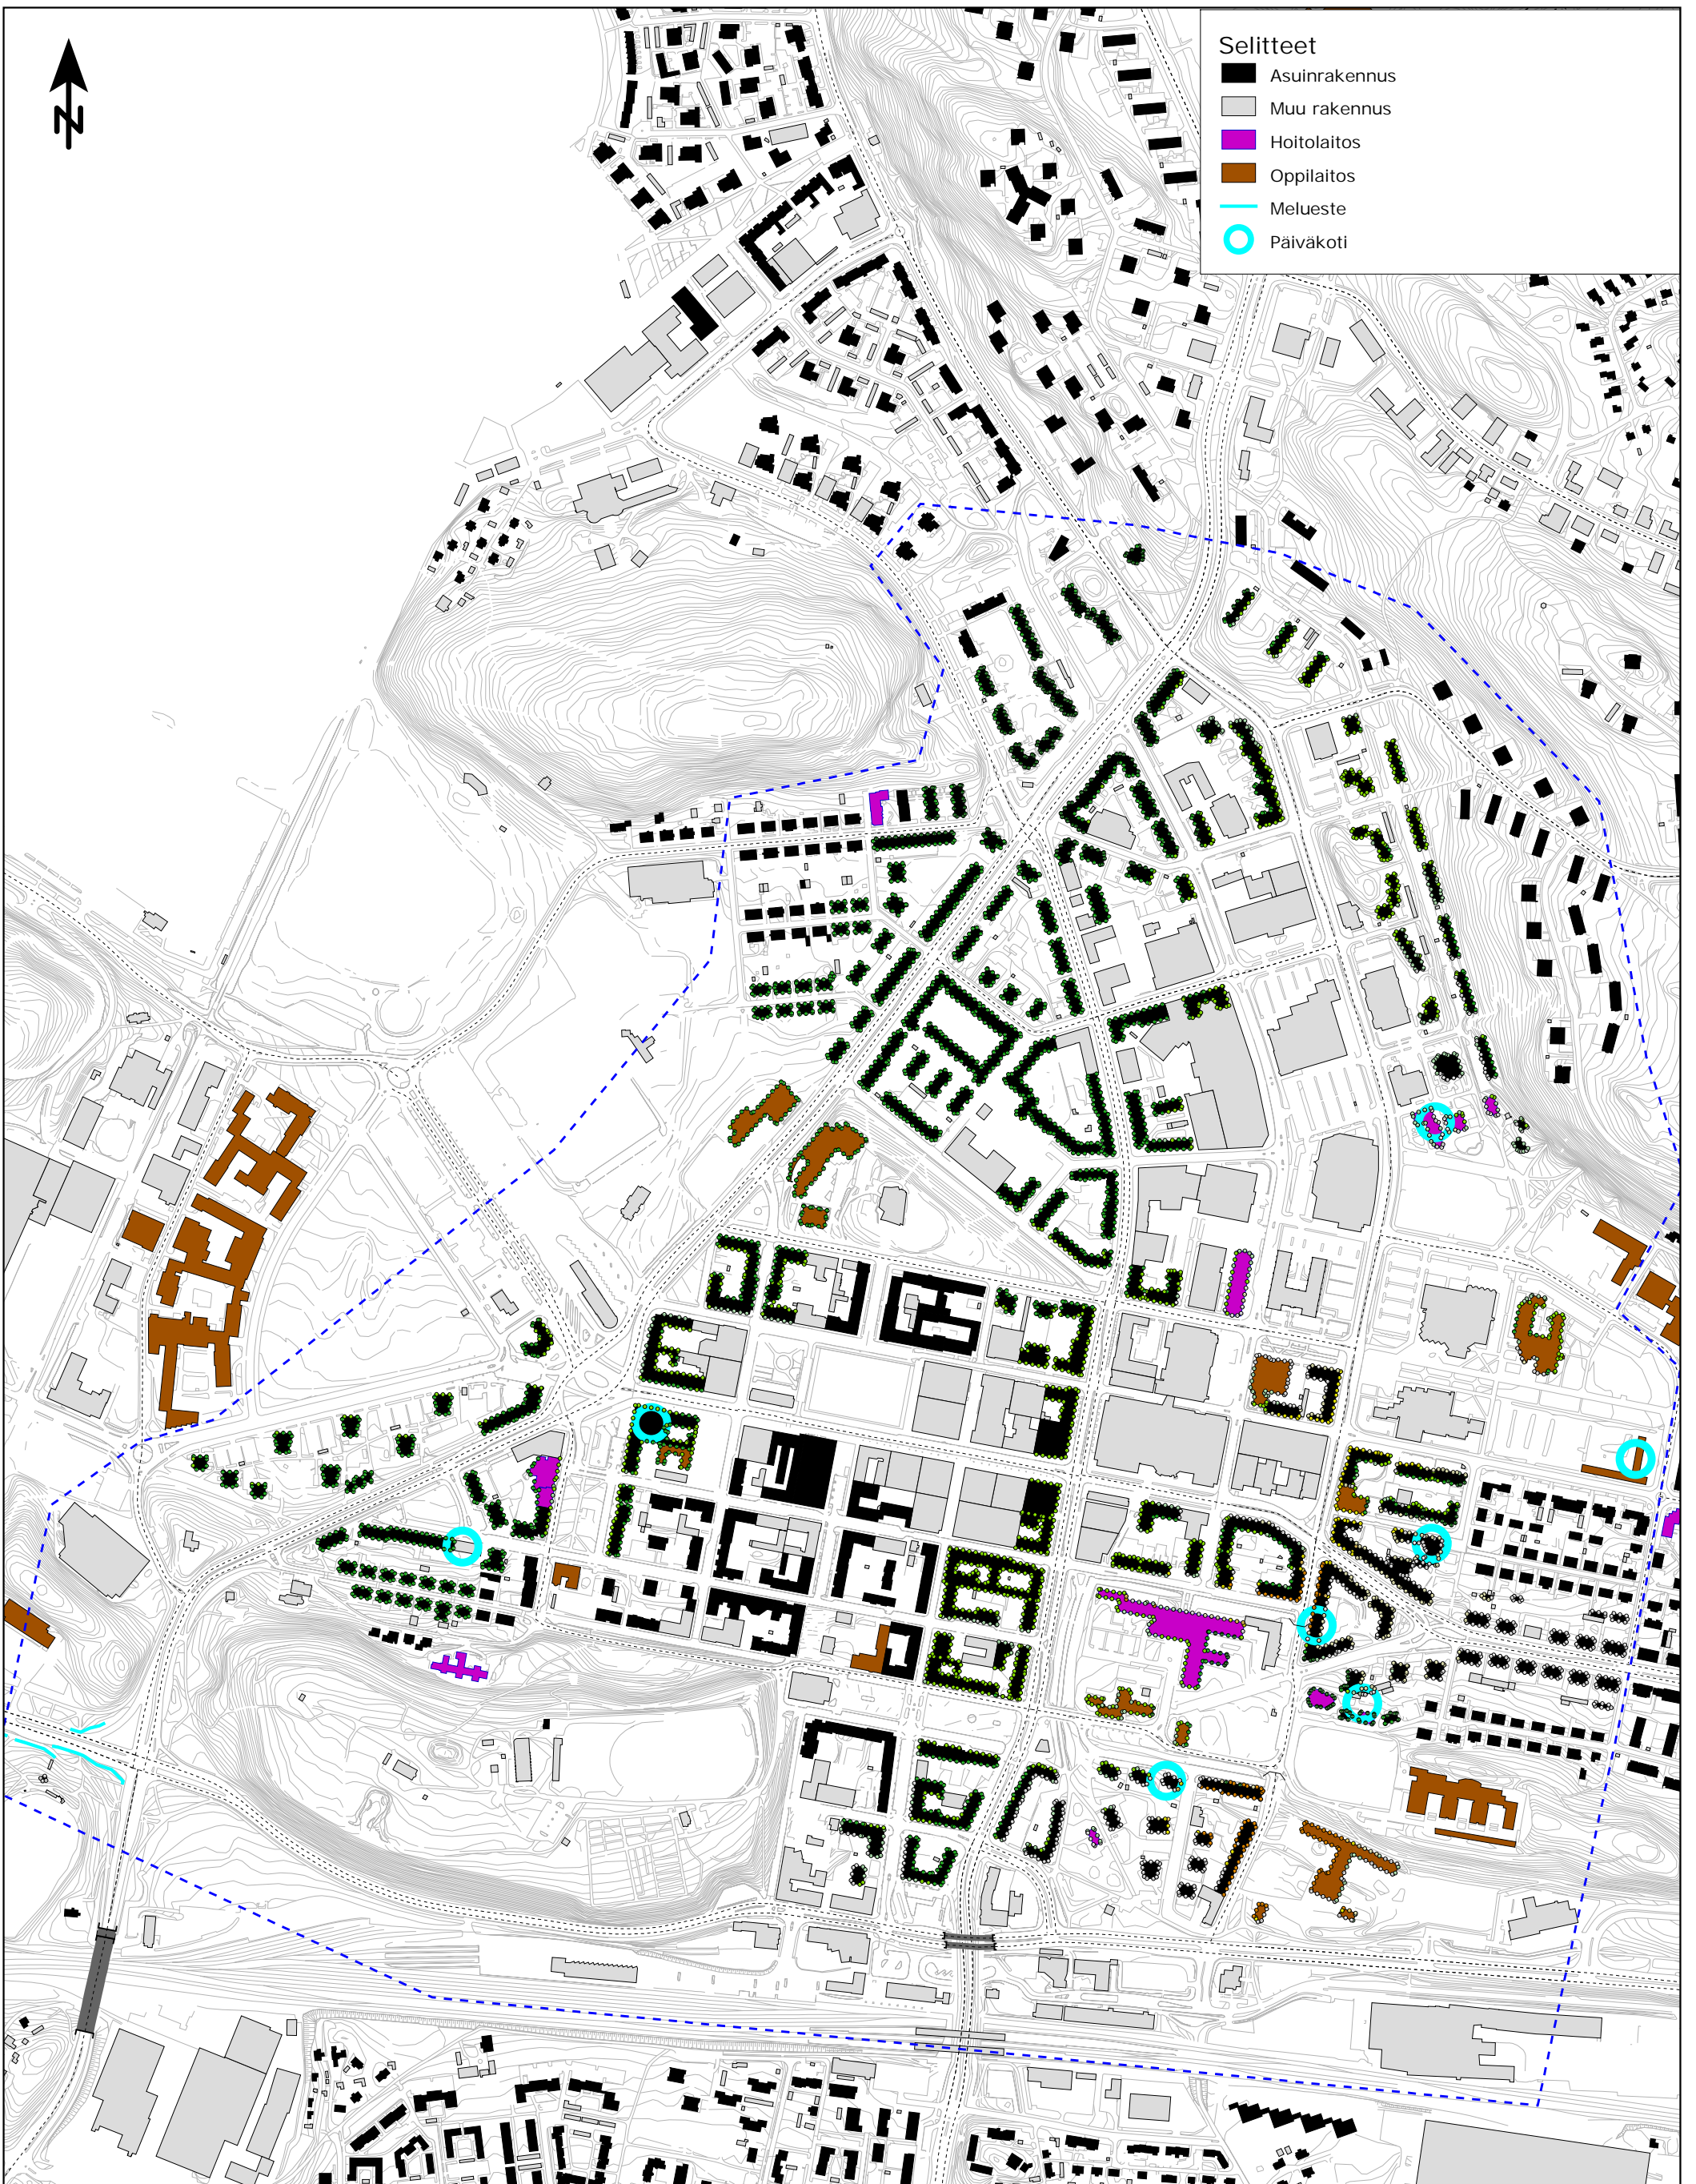 N
Selitteet
Asuinrakennus
Muu rakennus
Hoitolaitos
Oppilaitos
Melueste
Päiväkoti